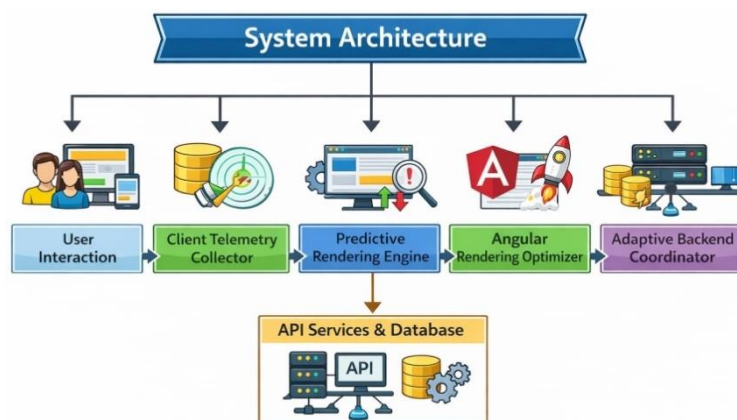 System Architecture
A
User
Interaction
Client Telemetry
Collector
Predictive
Rendering Engine
Angular
Rendering Optimizer
Adaptive Backend
Coordinator
API Services & Database
API